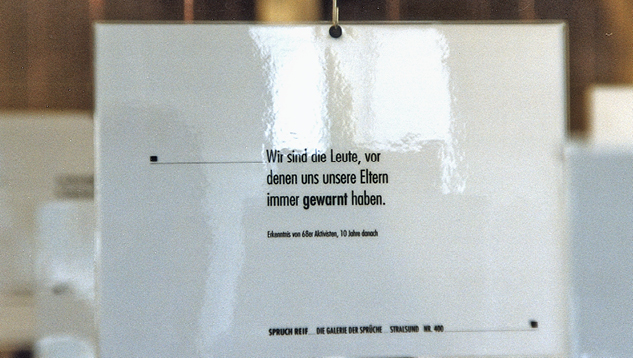 Wir sind die Leute, vor
denen uns unsere Eltern
immer gewarnt haben.
Erkenntnis von 68er Aktivisten, 10 Jahre danach
SPRUCH REIF DIE GALERIE DER SPRÜCHE STRALSUND NR. 400